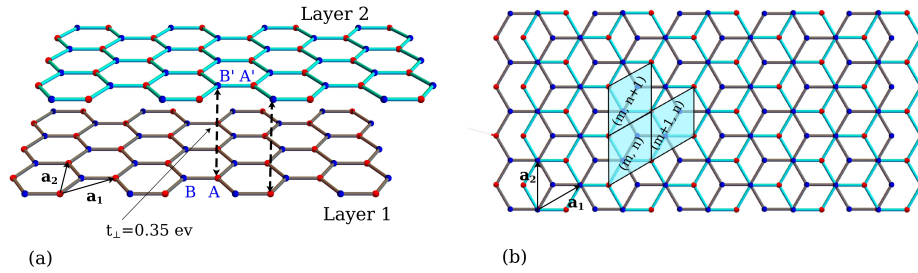 Layer 2
B' A'
a₂
a₁
B A
Layer 1
t⊥=0.35 ev
(a)
(m, n+1)
(m, n)
(m+1, n)
a₂
a₁
(b)